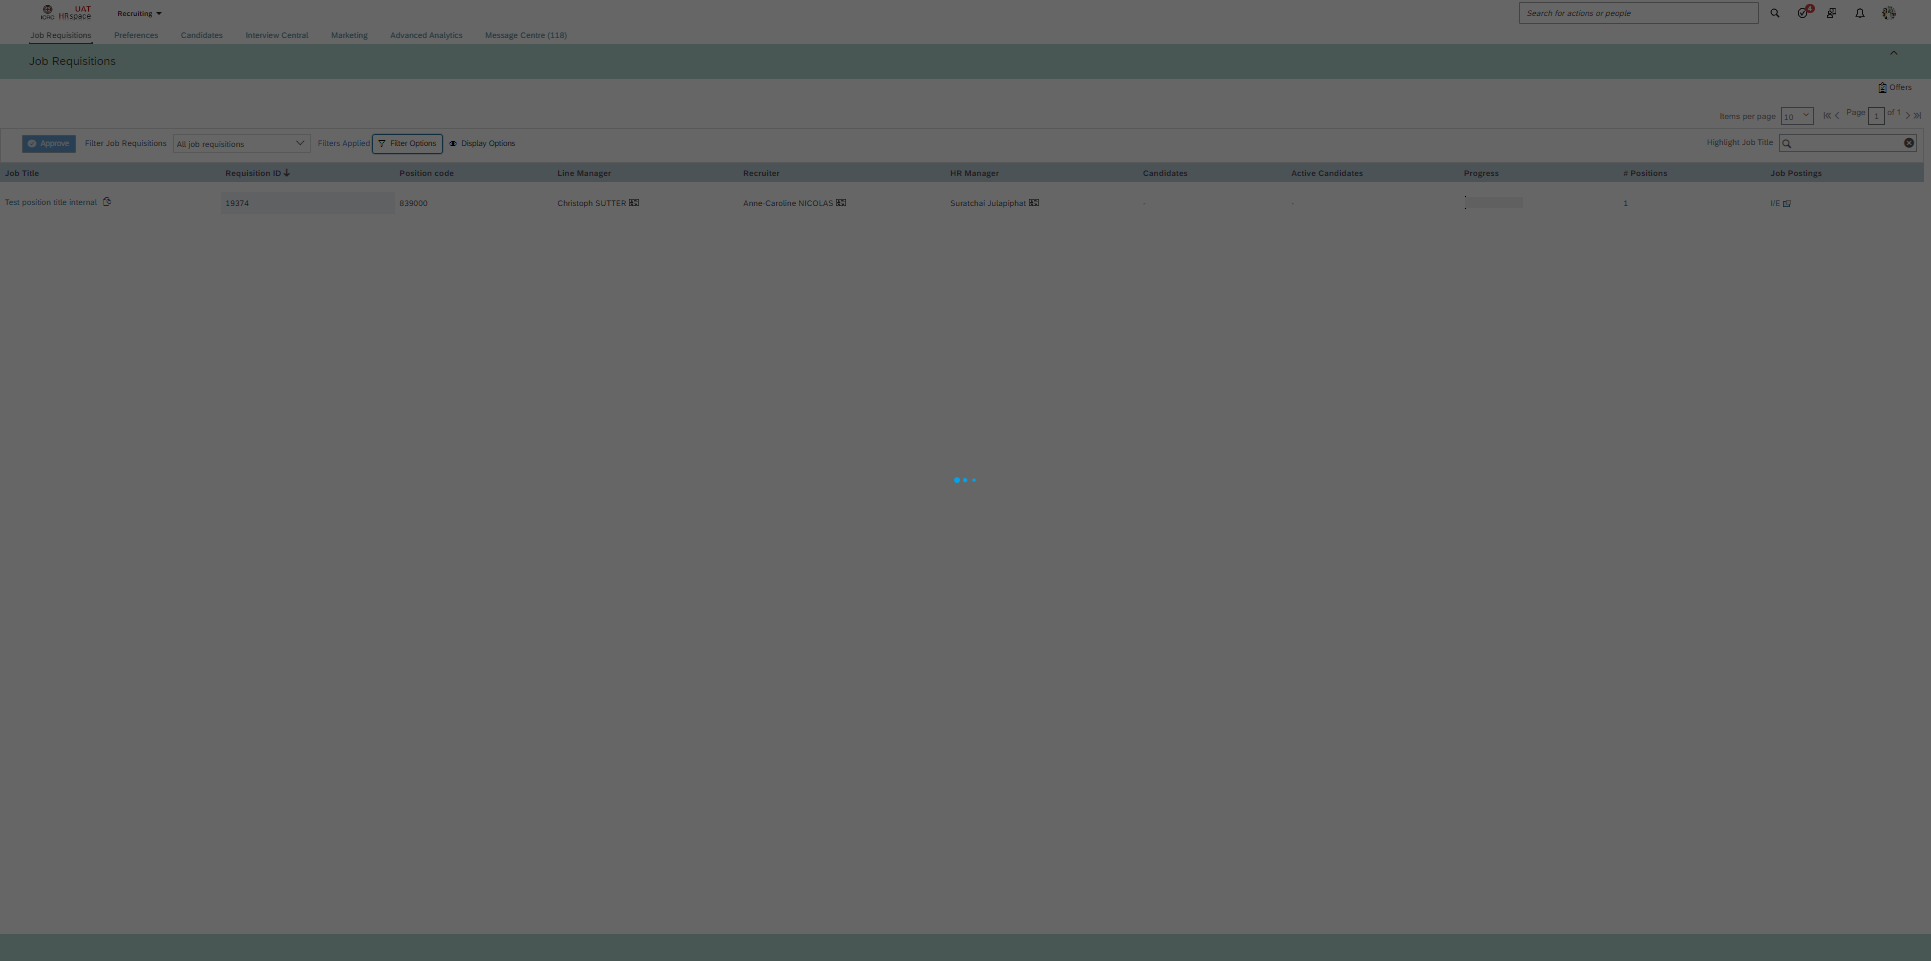 ICRC UAT HRspace Recruiting Search for actions or people 4
Job Requisitions Preferences Candidates Interview Central Marketing Advanced Analytics Message Centre (118)
Job Requisitions
Offers
Items per page 10 Page 1 of 1
Approve Filter Job Requisitions All job requisitions Filters Applied Filter Options Display Options Highlight Job Title
Job Title Requisition ID Position code Line Manager Recruiter HR Manager Candidates Active Candidates Progress # Positions Job Postings
Test position title internal 19374 839000 Christoph SUTTER Anne Caroline NICOLAS Suratchai Julapiphat - - 1 I/E